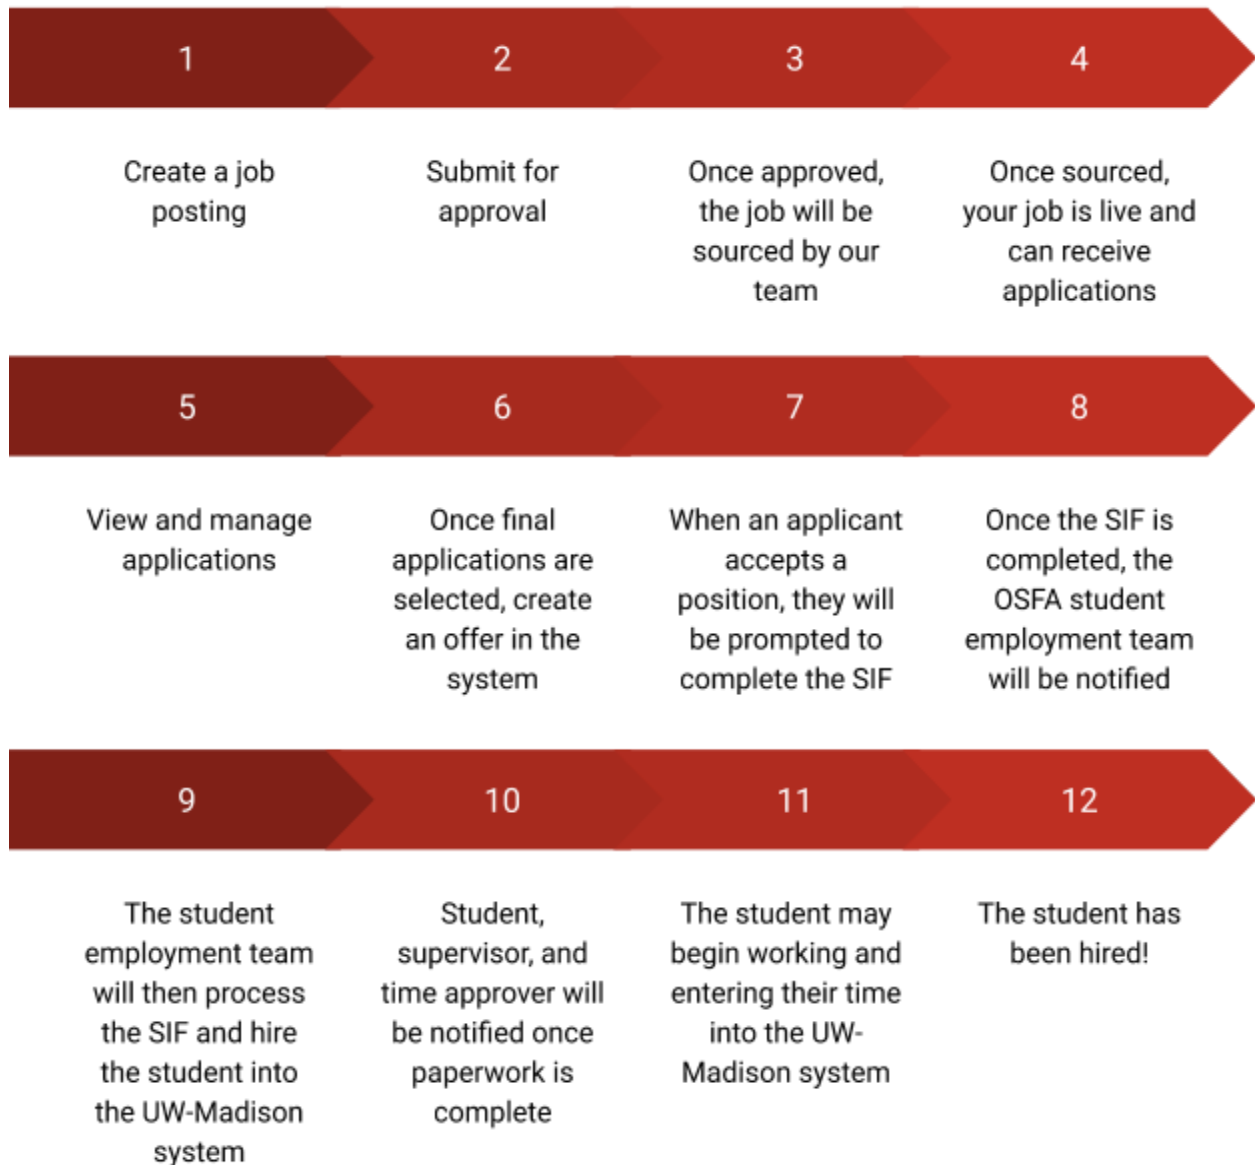 1
2
3
4
Create a job
posting
Submit for
approval
Once approved,
the job will be
sourced by our
team
Once sourced,
your job is live and
can receive
applications
5
6
7
8
View and manage
applications
Once final
applications are
selected, create
an offer in the
system
When an applicant
accepts a
position, they will
be prompted to
complete the SIF
Once the SIF is
completed, the
OSFA student
employment team
will be notified
9
10
11
12
The student
employment team
will then process
the SIF and hire
the student into
the UW-Madison
system
Student,
supervisor, and
time approver will
be notified once
paperwork is
complete
The student may
begin working and
entering their time
into the UW-
Madison system
The student has
been hired!